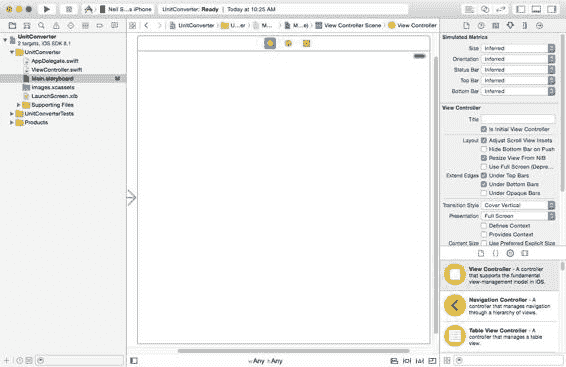 Neil S...s iPhone
UnitConverter: Ready | Today at 10:25 AM
UnitConverter
U...r
M...
M...e)
View Controller Scene
View Controller
UnitConverter
2 targets, iOS SDK 8.1
UnitConverter
AppDelegate.swift
ViewController.swift
Main.storyboard
M
Images.xcassets
LaunchScreen.xib
Supporting Files
UnitConverterTests
Products
wAny hAny
Simulated Metrics
Size Inferred
Orientation Inferred
Status Bar Inferred
Top Bar Inferred
Bottom Bar Inferred
View Controller
Title
Is Initial View Controller
Layout Adjust Scroll View Insets
Hide Bottom Bar on Push
Resize View From NIB
Use Full Screen (Depre...
Extend Edges Under Top Bars
Under Bottom Bars
Under Opaque Bars
Transition Style Cover Vertical
Presentation Full Screen
Defines Context
Provides Context
Content Size Use Preferred Explicit Size
View Controller - A controller
that supports the fundamental
view-management model in iOS.
Navigation Controller - A
controller that manages navigation
through a hierarchy of views.
Table View Controller - A
controller that manages a table
view.